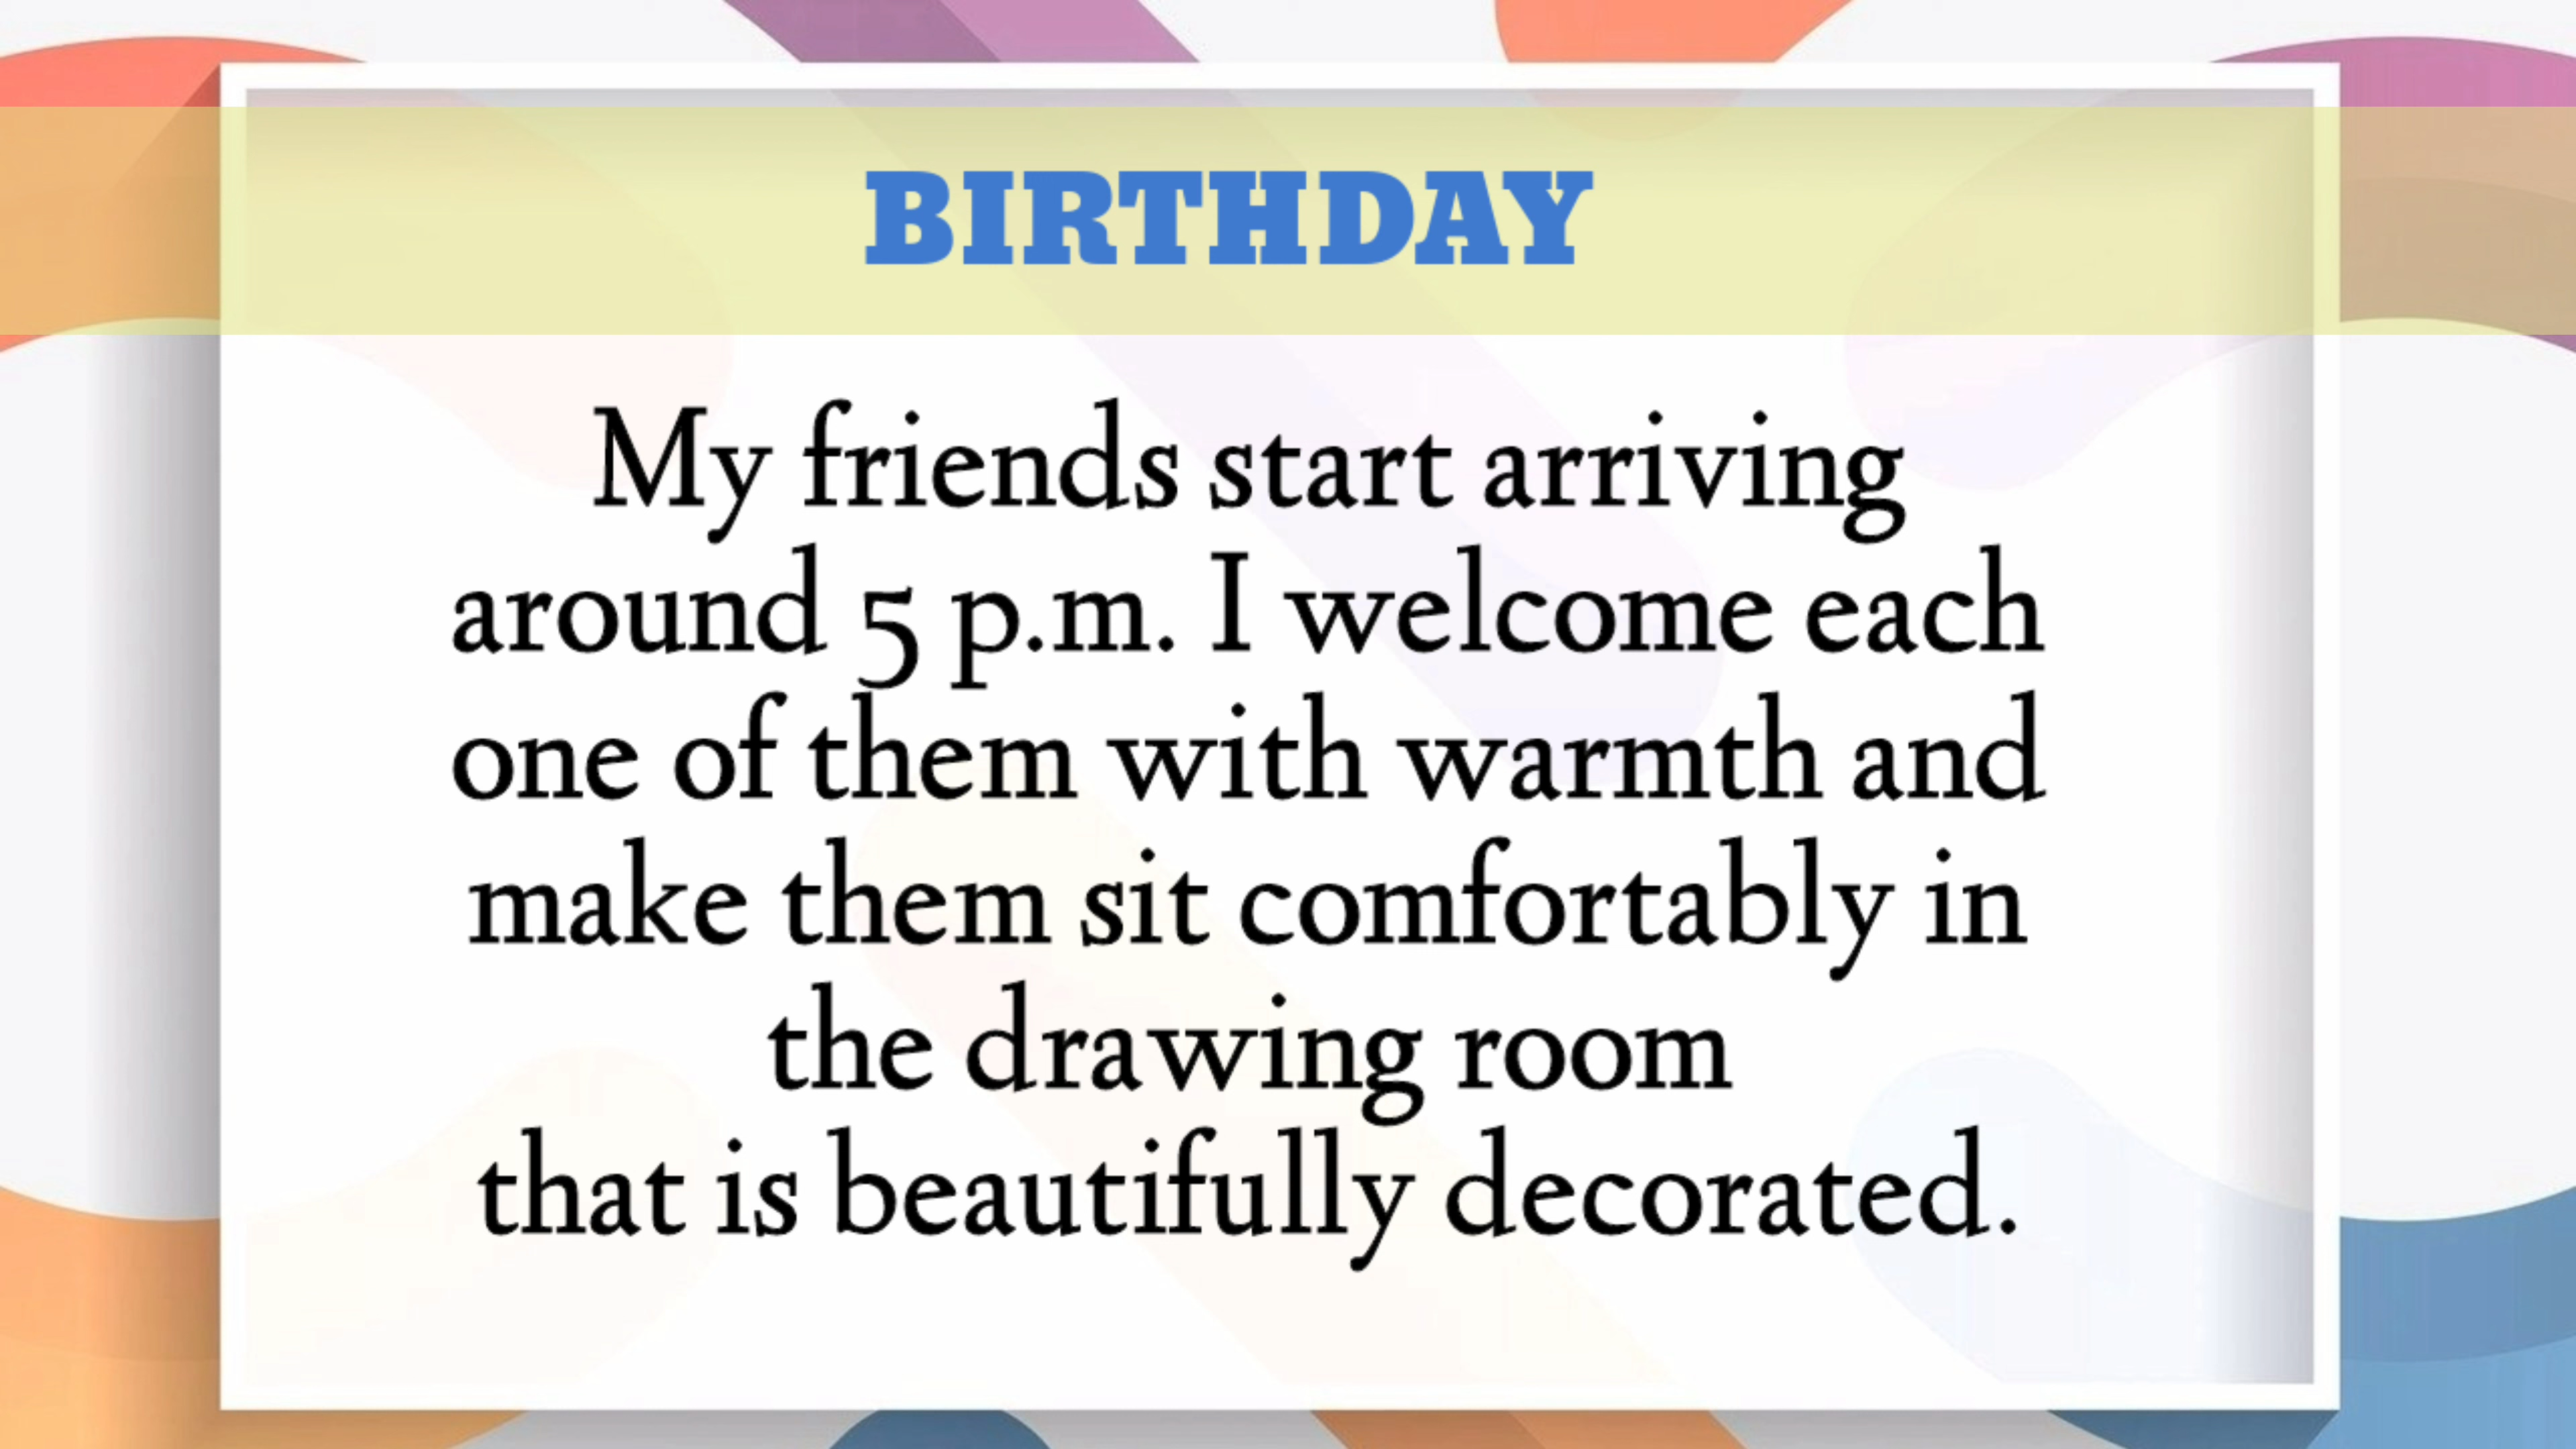 BIRTHDAY
My friends start arriving
around 5 p.m. I welcome each
one of them with warmth and
make them sit comfortably in
the drawing room
that is beautifully decorated.